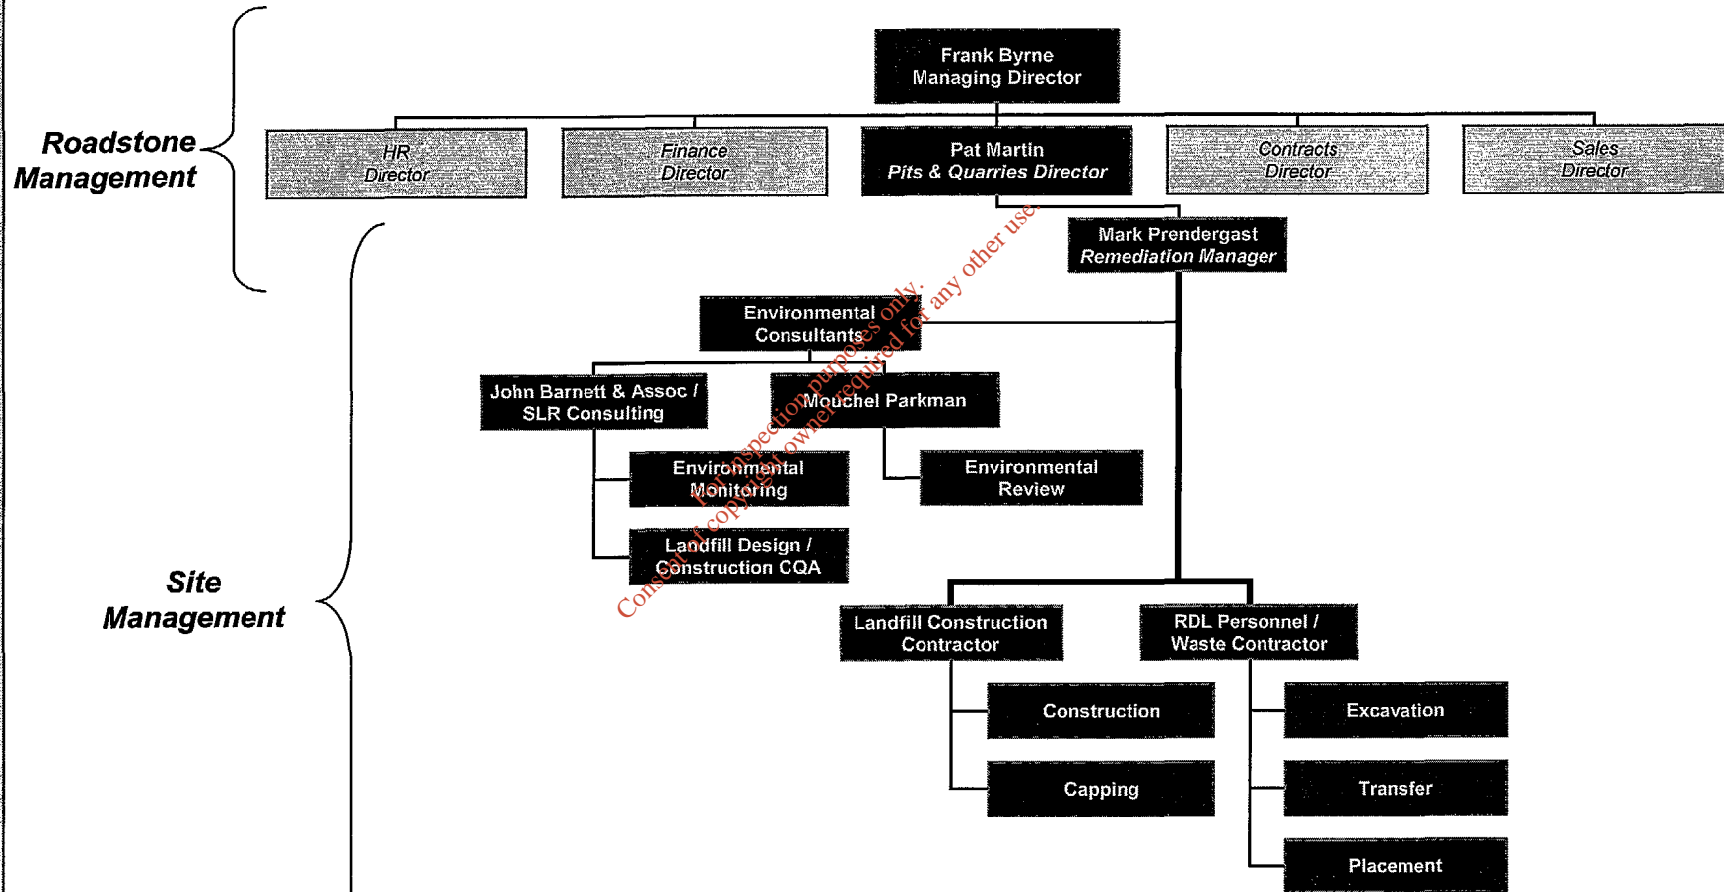 Frank Byrne
Managing Director
Roadstone
Management
HR
Director
Finance
Director
Pat Martin
Pits & Quarries Director
Contracts
Director
Sales
Director
Mark Prendergast
Remediation Manager
Environmental
Consultants
John Barnett & Assoc /
SLR Consulting
Mouchel Parkman
Environmental
Monitoring
Environmental
Review
Landfill Design /
Construction CQA
Site
Management
Landfill Construction
Contractor
RDL Personnel /
Waste Contractor
Construction
Excavation
Capping
Transfer
Placement
For inspection purposes only.
Consent of copyright owner required for any other use.